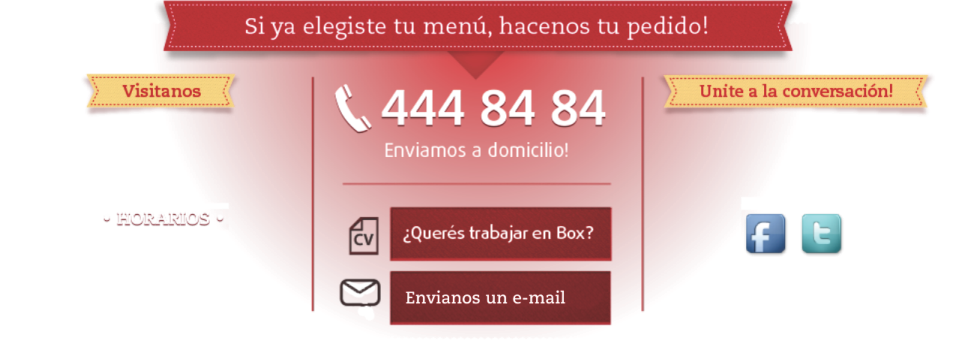 Si ya elegiste tu menú, hacenos tu pedido!
Visitanos
444 84 84
Enviamos a domicilio!
Unite a la conversación!
• HORARIOS •
CV
¿Querés trabajar en Box?
Envianos un e-mail
f
t